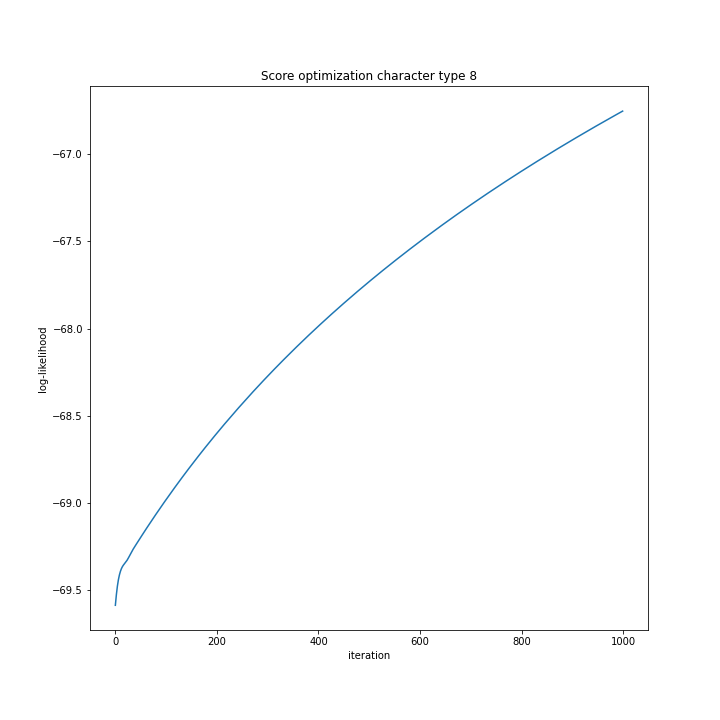 Score optimization character type 8
log-likelihood
−67.0
−67.5
−68.0
−68.5
−69.0
−69.5
0 200 400 600 800 1000
iteration